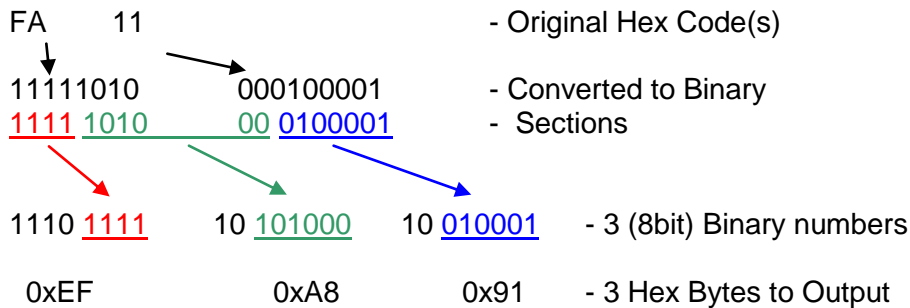 FA 11 - Original Hex Code(s)
11111010 000100001 - Converted to Binary
1111 1010 00 0100001 - Sections
1110 1111 10 101000 10 010001 - 3 (8bit) Binary numbers
0xEF 0xA8 0x91 - 3 Hex Bytes to Output